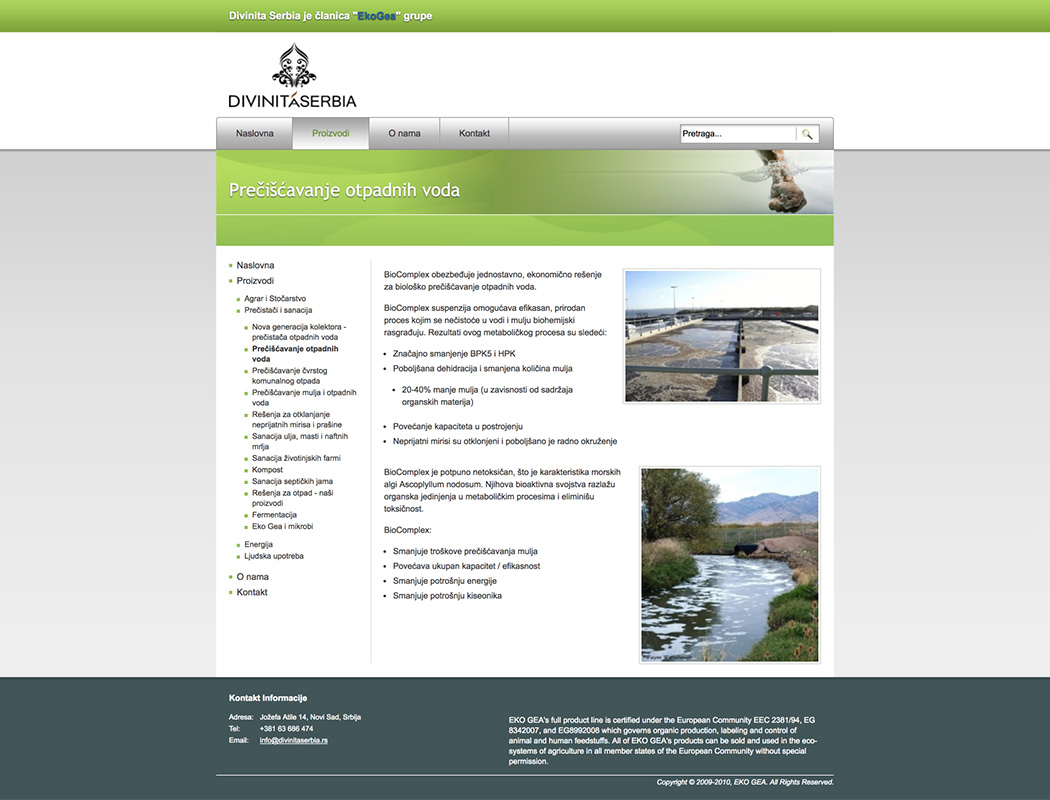 Divinita Serbia je članica "EkoGea" grupe
DIVINITASERBIA
Naslovna
Proizvodi
O nama
Kontakt
Pretraga...
Prečišćavanje otpadnih voda
Naslovna
Proizvodi
Agrar i Stočarstvo
Prečistači i sanacija
Nova generacija kolektora -
prečistača otpadnih voda
Prečišćavanje otpadnih
voda
Prečišćavanje čvrstog
komunalnog otpada
Prečišćavanje mulja i otpadnih
voda
Rešenja za otklanjanje
neprijatnih mirisa i prašine
Sanacija ulja, masti i naftnih
mrlja
Sanacija životinjskih farmi
Kompost
Sanacija septičkih jama
Rešenja za otpad - naši
proizvodi
Fermentacija
Eko Gea i mikrobi
Energija
Ljudska upotreba
O nama
Kontakt
BioComplex obezbeđuje jednostavno, ekonomično rešenje
za biološko prečišćavanje otpadnih voda.
BioComplex suspenzija omogućava efikasan, prirodan
proces kojim se nečistoće u vodi i mulju biohemijski
rasgrađuju. Rezultati ovog metaboličkog procesa su sledeći:
Značajno smanjenje BPK5 i HPK
Poboljšana dehidracija i smanjena količina mulja
20-40% manje mulja (u zavisnosti od sadržaja
organskih materija)
Povećanje kapaciteta u postrojenju
Neprijatni mirisi su otklonjeni i poboljšano je radno okruženje
BioComplex je potpuno netoksičan, što je karakteristika morskih
algi Ascoplyllum nodosum. Njihova bioaktivna svojstva razlažu
organska jedinjenja u metaboličkim procesima i eliminišu
toksičnost.
BioComplex:
Smanjuje troškove prečišćavanja mulja
Povećava ukupan kapacitet / efikasnost
Smanjuje potrošnju energije
Smanjuje potrošnju kiseonika
Kontakt Informacije
Adresa: Jožefa Atile 14, Novi Sad, Srbija
Tel: +381 63 686 474
Email: info@divinitaserbia.rs
EKO GEA's full product line is certified under the European Community EEC 2381/94, EG
8342007, and EG8992008 which governs organic production, labeling and control of
animal and human feedstuffs. All of EKO GEA's products can be sold and used in the eco-
systems of agriculture in all member states of the European Community without special
permission.
Copyright © 2009-2010, EKO GEA. All Rights Reserved.